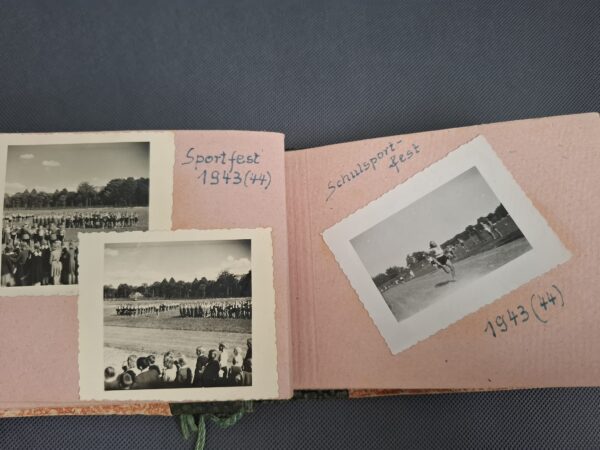 Sportfest
1943(44)
Schulsport-
fest
1943(44)